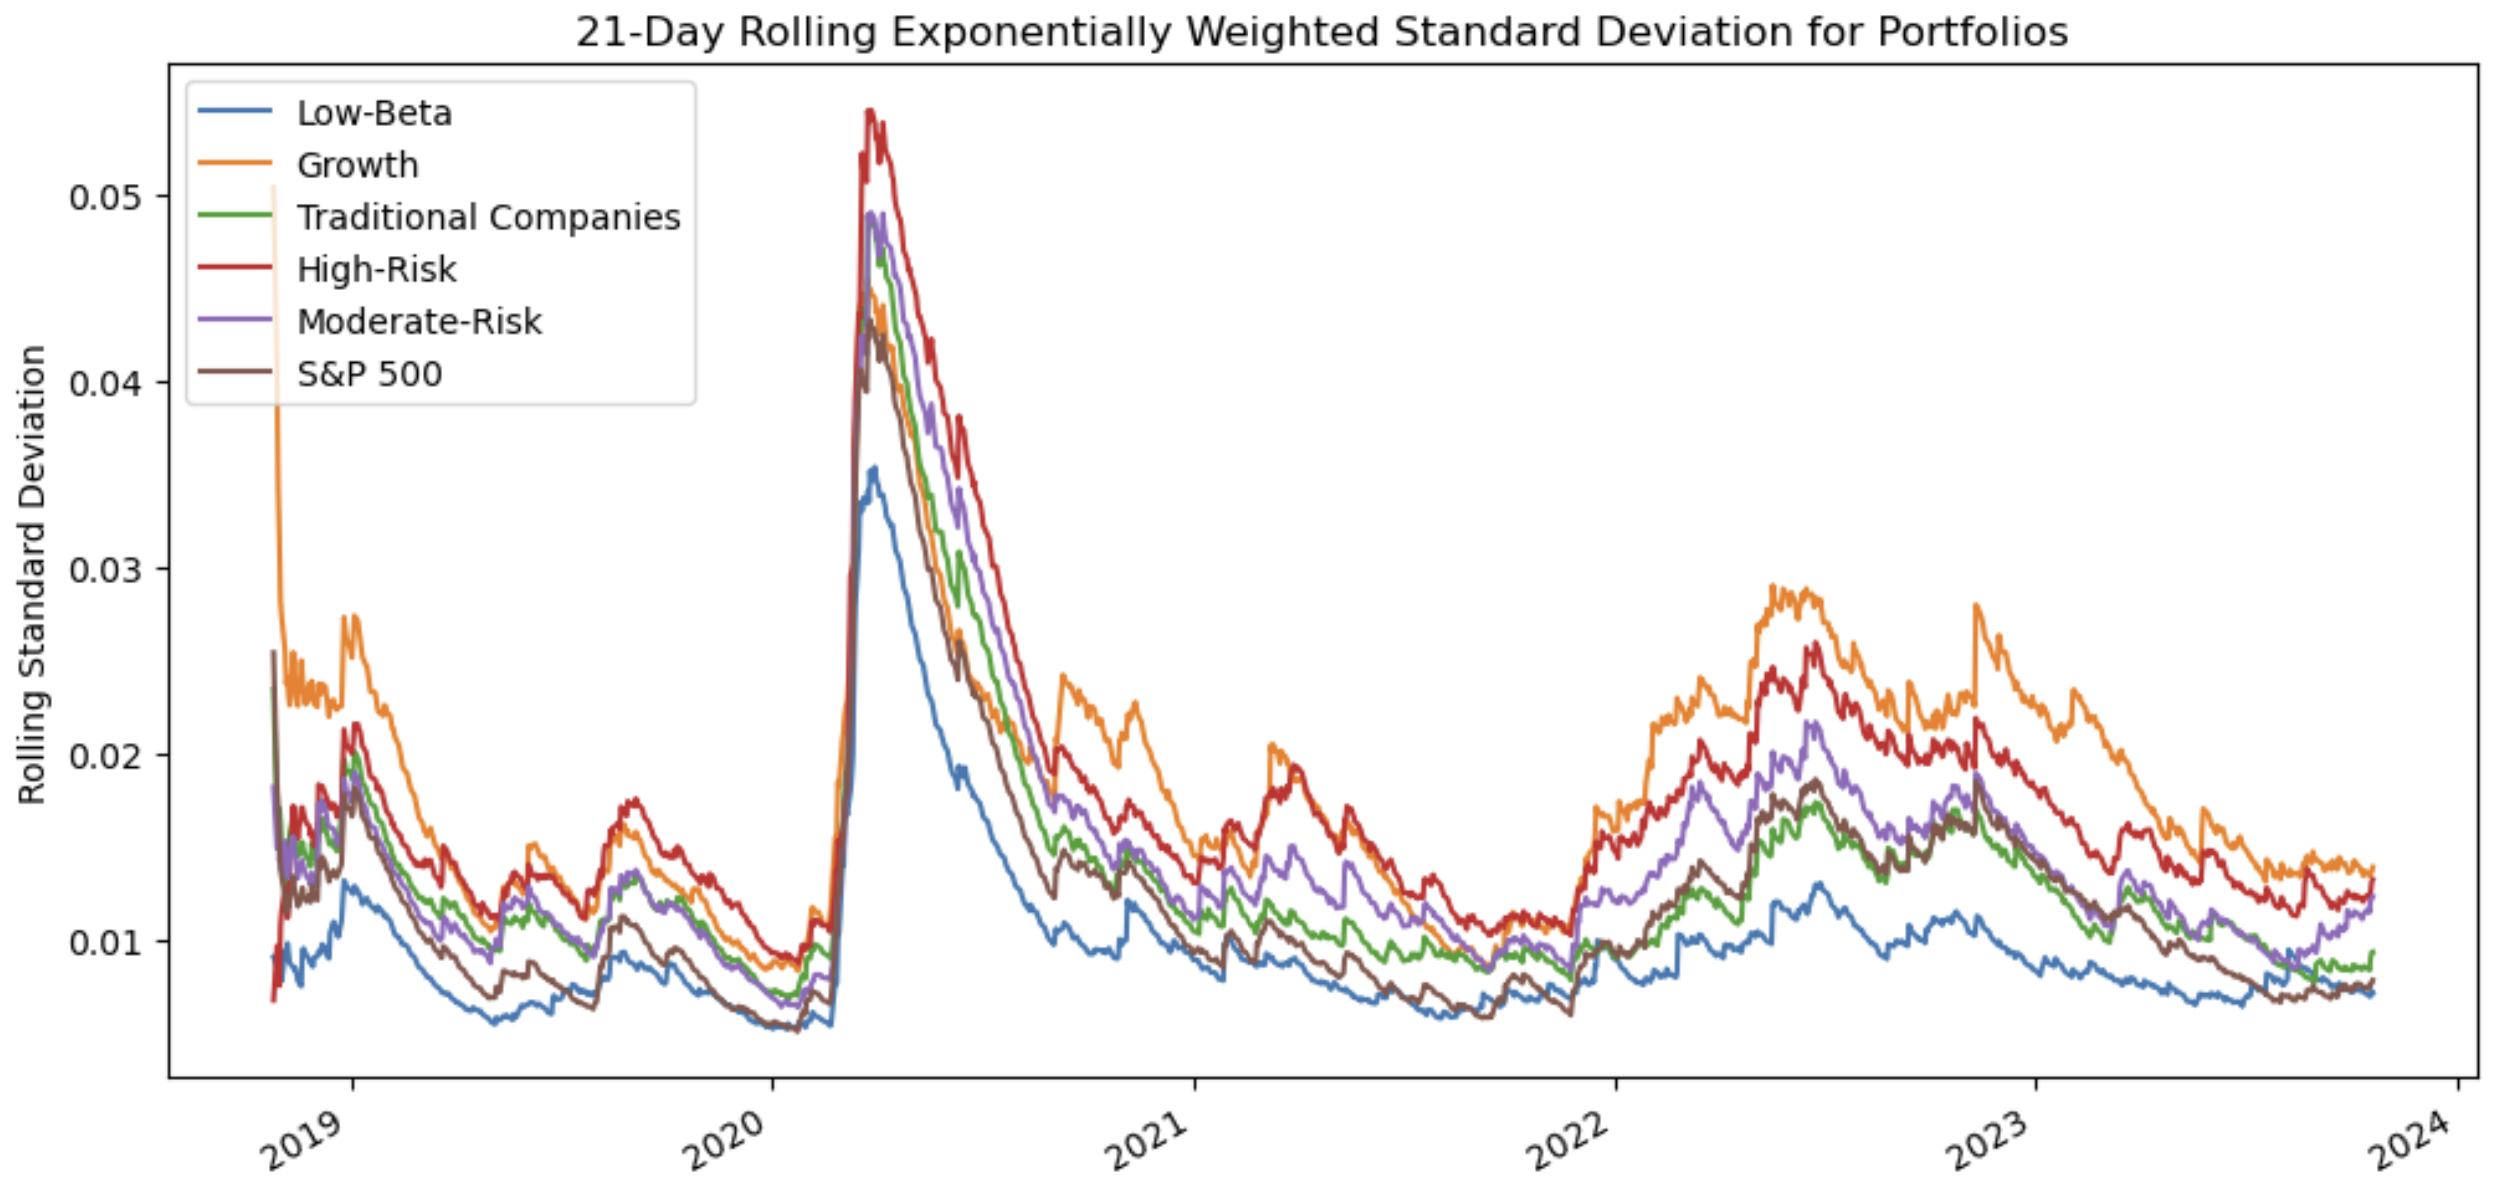 21-Day Rolling Exponentially Weighted Standard Deviation for Portfolios
Low-Beta
Growth
Traditional Companies
High-Risk
Moderate-Risk
S&P 500
Rolling Standard Deviation
0.05
0.04
0.03
0.02
0.01
2019
2020
2021
2022
2023
2024